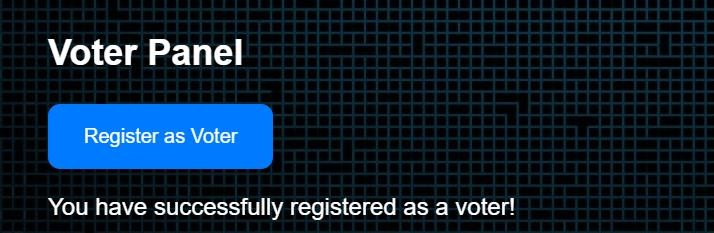 Voter Panel
Register as Voter
You have successfully registered as a voter!